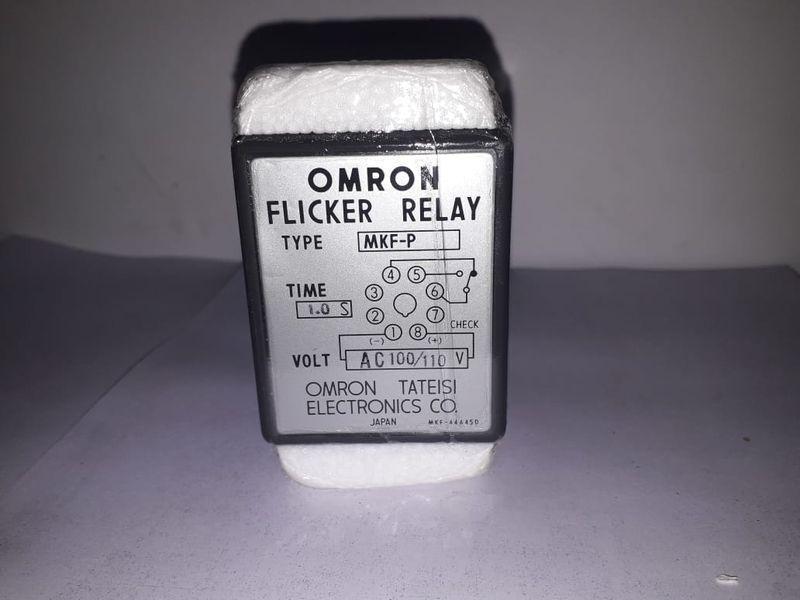 OMRON
FLICKER RELAY
TYPE MKF-P
4 5
3 6
TIME
1.0 S
2 7
1 8 CHECK
(-) (+)
VOLT AC 100/110 V
OMRON TATEISI
ELECTRONICS CO.
JAPAN